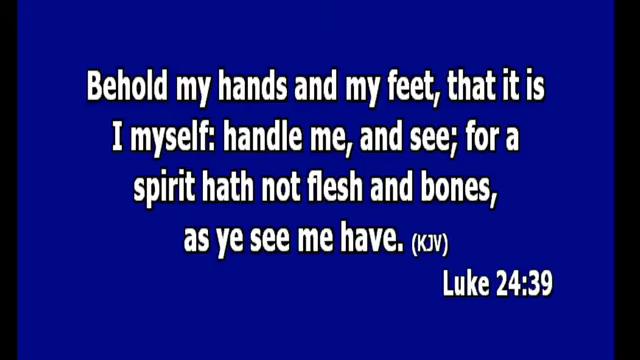 Behold my hands and my feet, that it is
I myself: handle me, and see; for a
spirit hath not flesh and bones,
as ye see me have. (KJV)
Luke 24:39